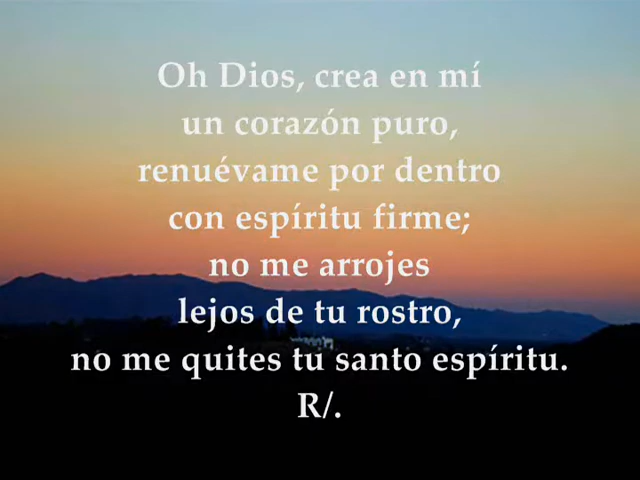 Oh Dios, crea en mí
un corazón puro,
renuévame por dentro
con espíritu firme;
no me arrojes
lejos de tu rostro,
no me quites tu santo espíritu.
R/.